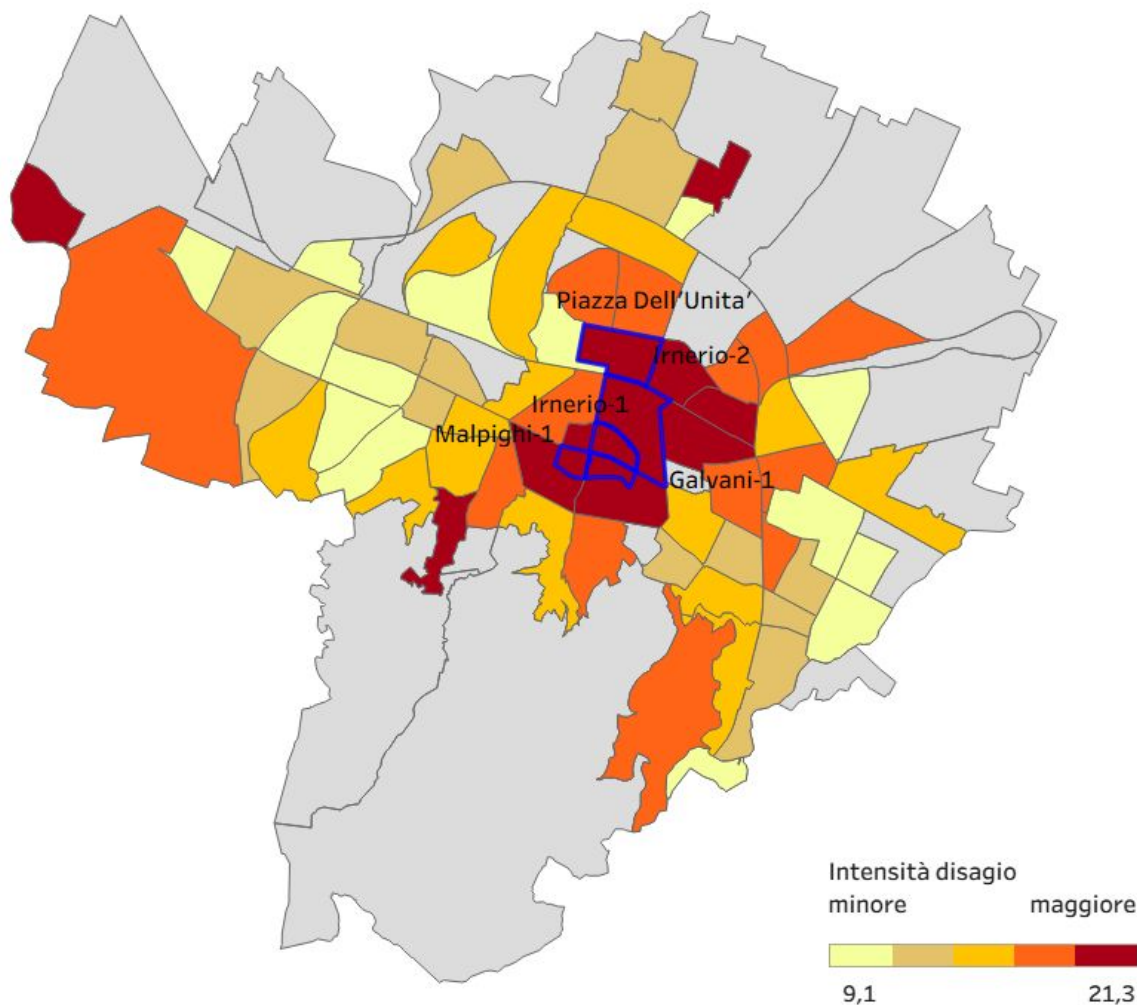 Piazza Dell'Unita'
Irnerio-2
Irnerio-1
Malpighi-1
Galvani-1
Intensità disagio
minore maggiore
9,1 21,3